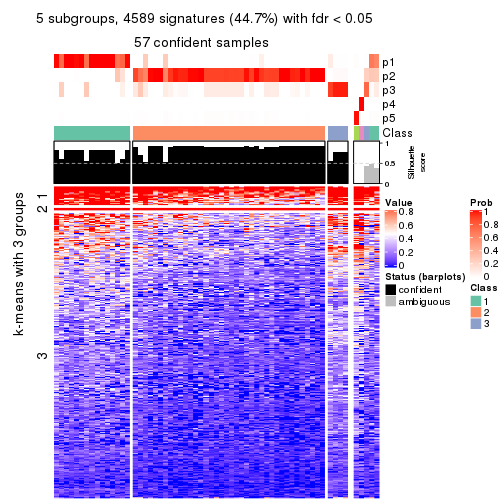 5 subgroups, 4589 signatures (44.7%) with fdr < 0.05
57 confident samples
p1
p2
p3
p4
p5
Class
1
0.5
0
Silhouette
score
k-means with 3 groups
1
2
3
Value
0.8
0.6
0.4
0.2
0
Status (barplots)
confident
ambiguous
Prob
1
0.8
0.6
0.4
0.2
0
Class
1
2
3